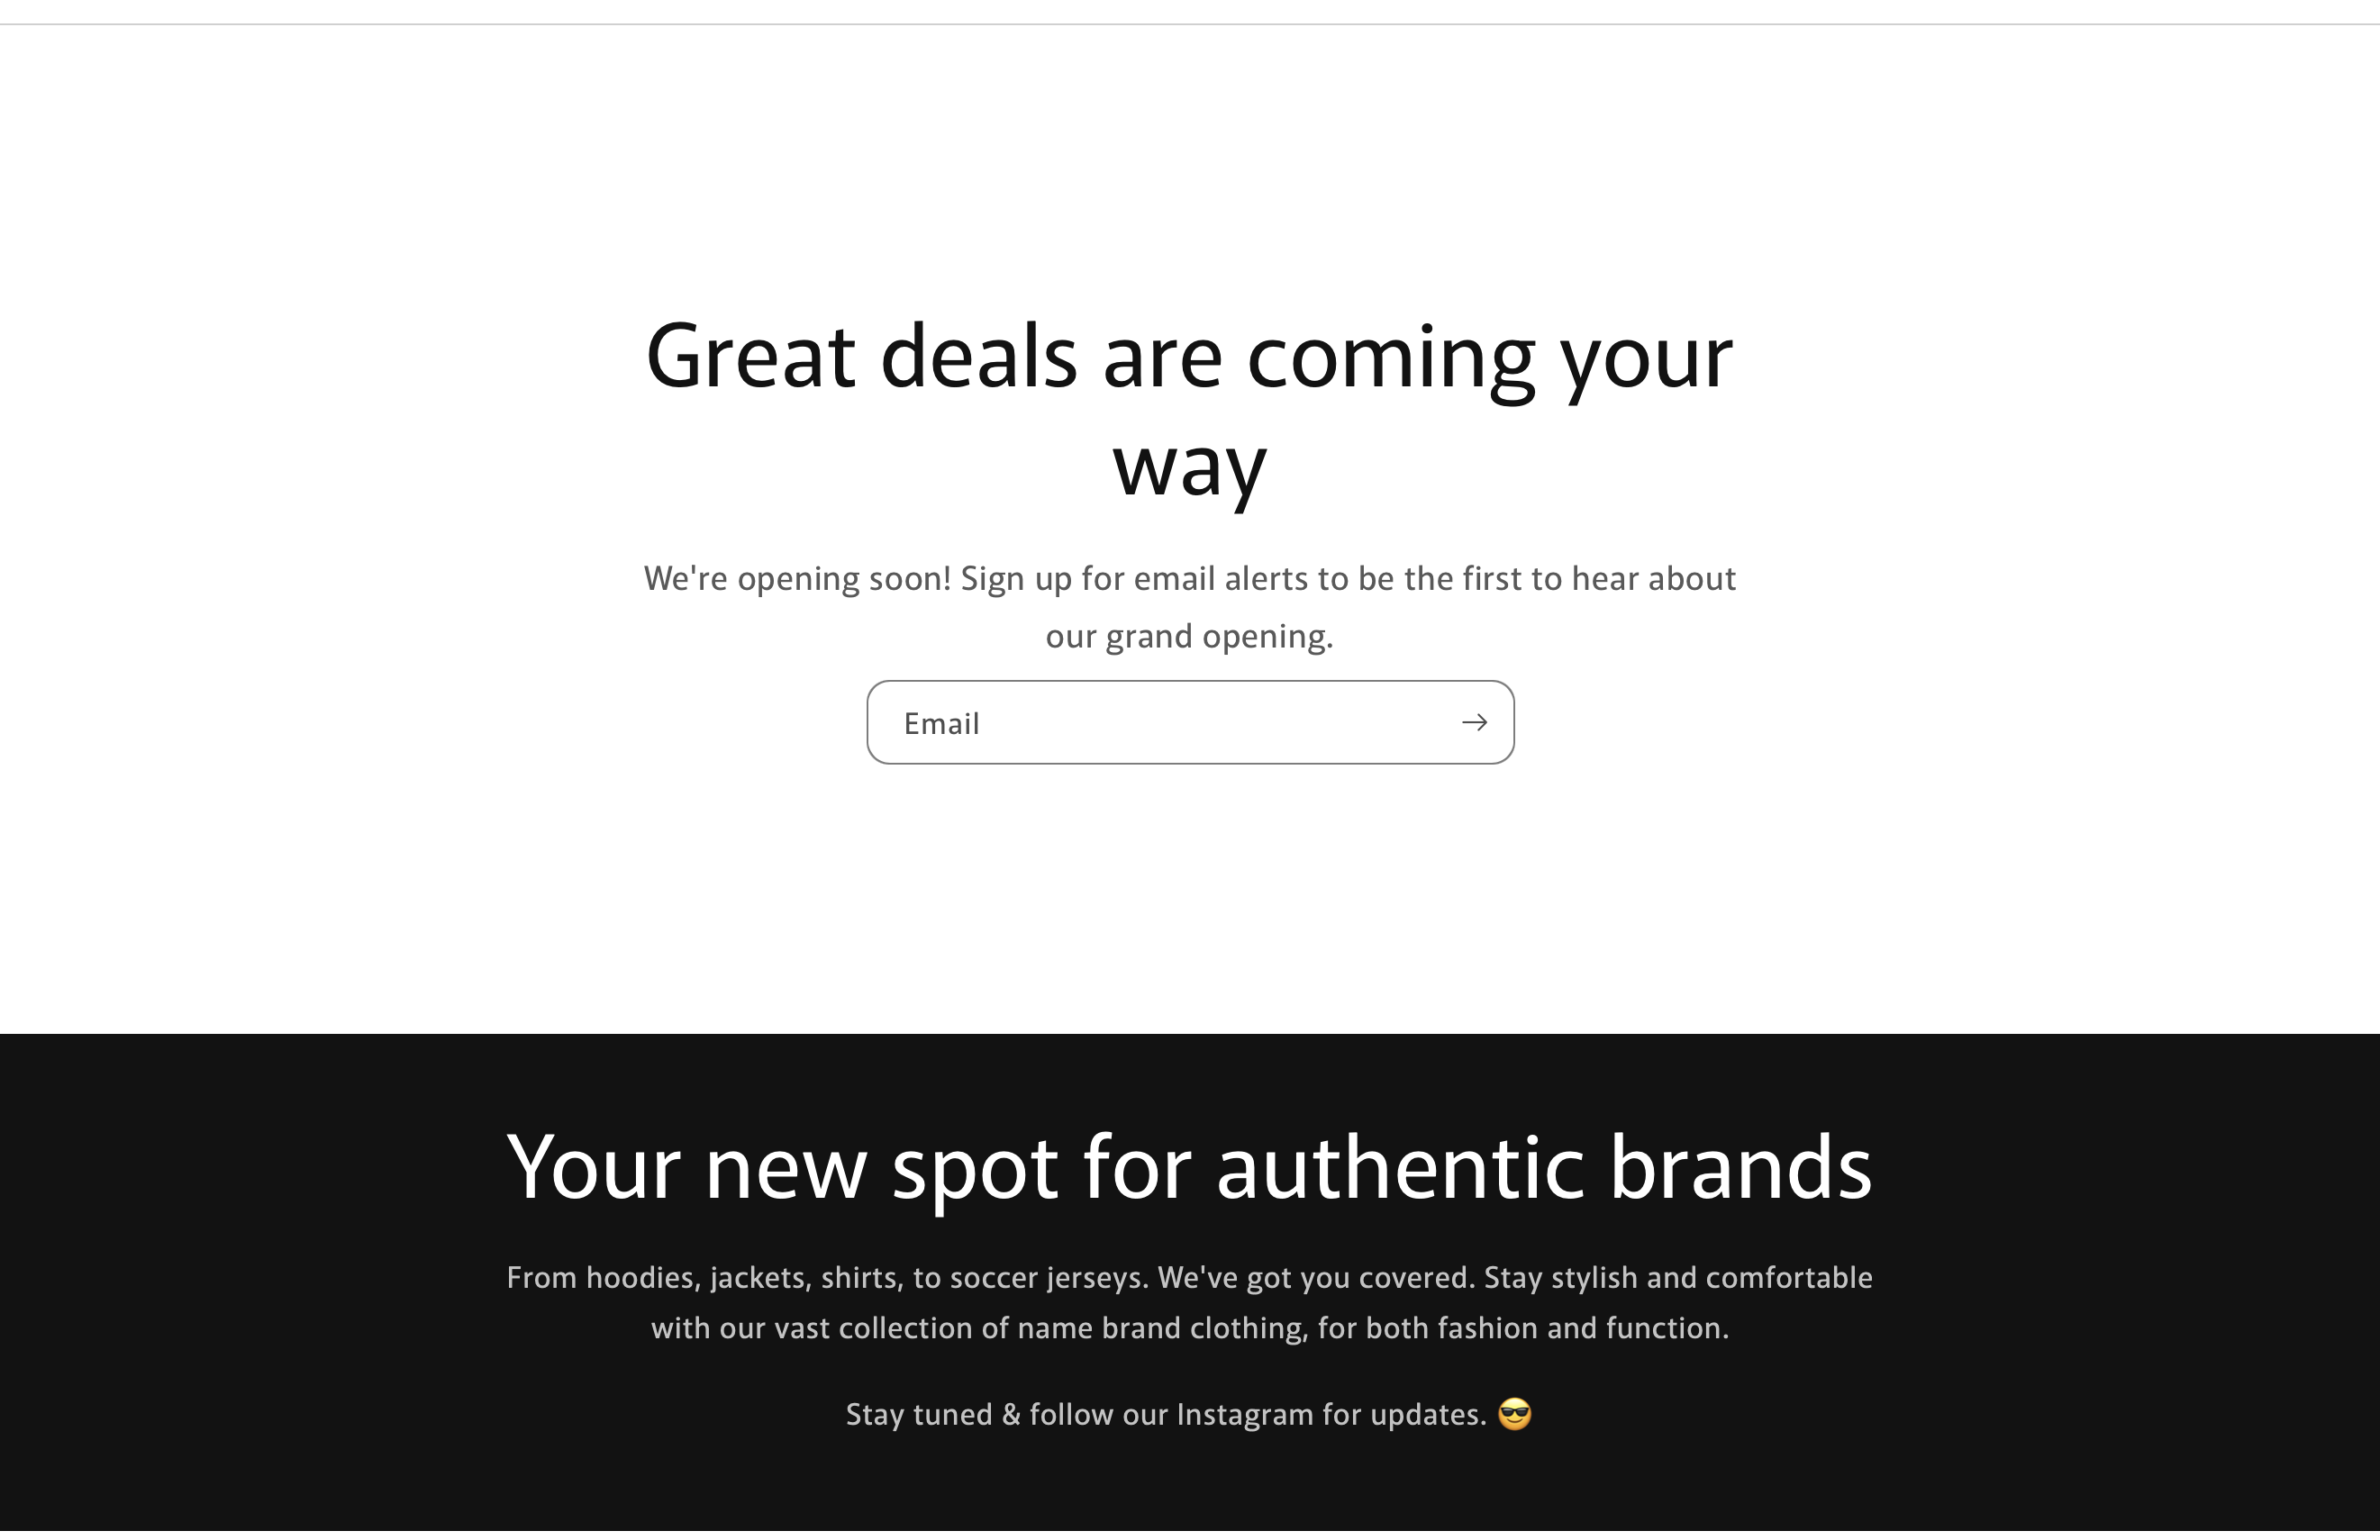 Great deals are coming your
way
We're opening soon! Sign up for email alerts to be the first to hear about
our grand opening.
Email
Your new spot for authentic brands
From hoodies, jackets, shirts, to soccer jerseys. We've got you covered. Stay stylish and comfortable
with our vast collection of name brand clothing, for both fashion and function.
Stay tuned & follow our Instagram for updates. 😎